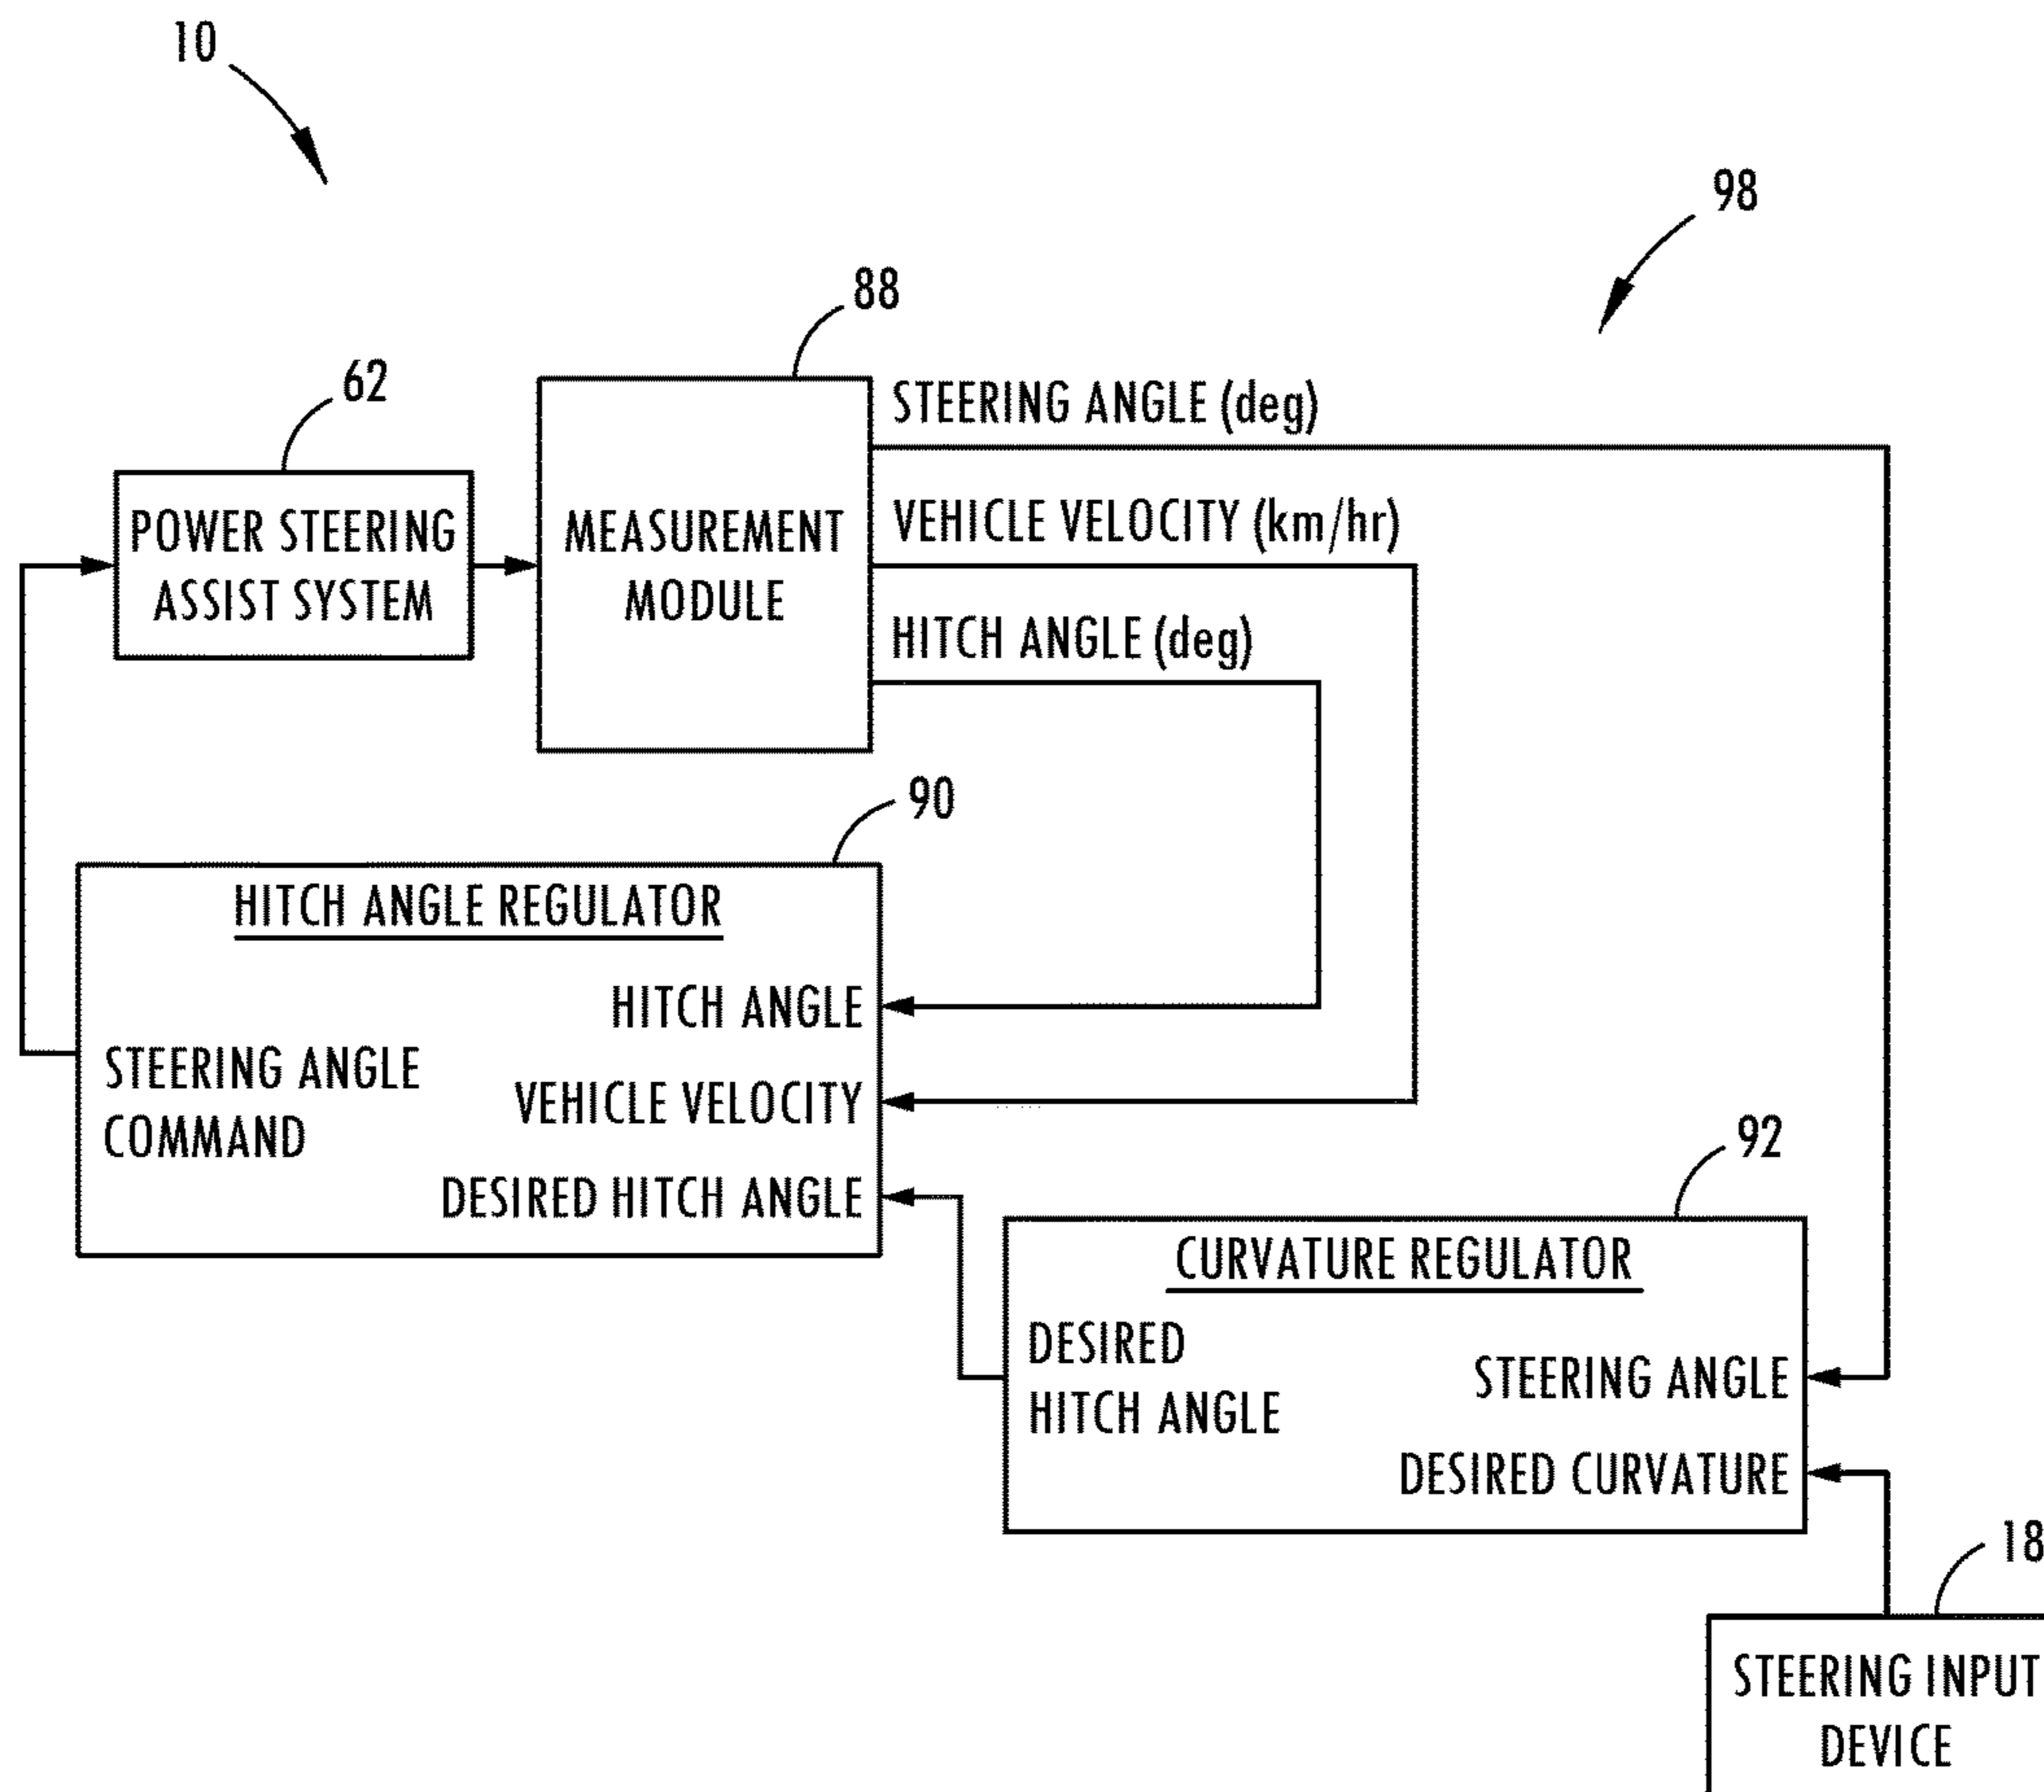 10
98
88
62
STEERING ANGLE (deg)
VEHICLE VELOCITY (km/hr)
HITCH ANGLE (deg)
POWER STEERING
ASSIST SYSTEM
MEASUREMENT
MODULE
90
HITCH ANGLE REGULATOR
HITCH ANGLE
STEERING ANGLE
COMMAND
VEHICLE VELOCITY
DESIRED HITCH ANGLE
92
CURVATURE REGULATOR
DESIRED
HITCH ANGLE
STEERING ANGLE
DESIRED CURVATURE
18
STEERING INPUT
DEVICE